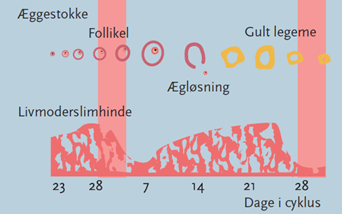 Æggestokke
Follikel
Gult legeme
Ægløsning
Livmoderslimhinde
23 28 7 14 21 28
Dage i cyklus